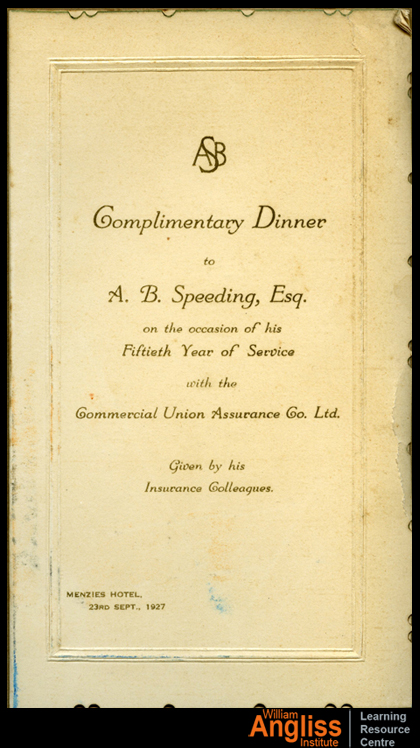 ASB
Complimentary Dinner
to
A. B. Speeding, Esq.
on the occasion of his
Fiftieth Year of Service
with the
Commercial Union Assurance Co. Ltd.
Given by his
Insurance Colleagues.
MENZIES HOTEL,
23RD SEPT., 1927
William
Angliss
Institute
Learning
Resource
Centre